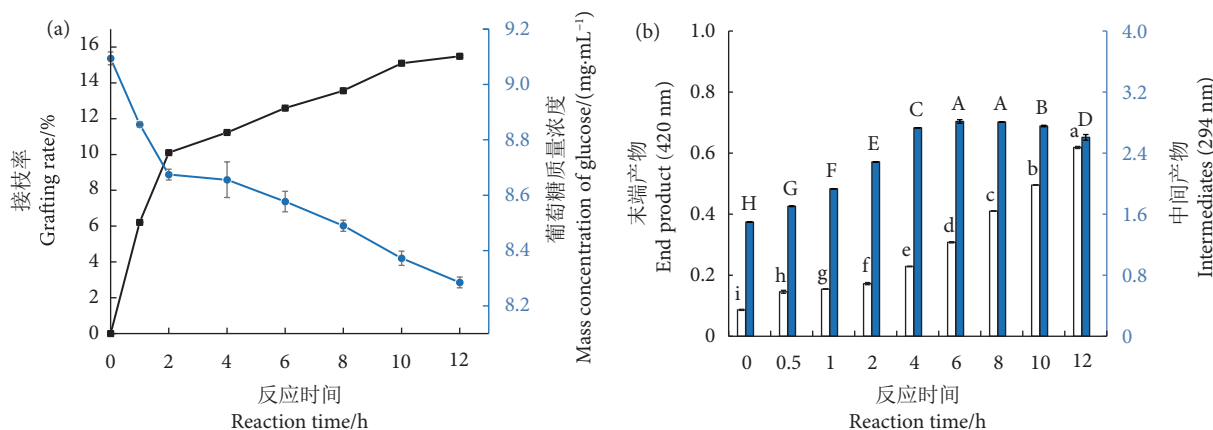 (a)
接枝率
Grafting rate/%
16
14
12
10
8
6
4
2
0
9.2
9.0
8.8
8.6
8.4
8.2
葡萄糖质量浓度
Mass concentration of glucose/(mg·mL⁻¹)
0 2 4 6 8 10 12
反应时间
Reaction time/h
(b)
末端产物
End product (420 nm)
1.0
0.8
0.6
0.4
0.2
0
H G F E C A A B D
i h g f e d c b a
4.0
3.2
2.4
1.6
0.8
0
中间产物
Intermediates (294 nm)
0 0.5 1 2 4 6 8 10 12
反应时间
Reaction time/h